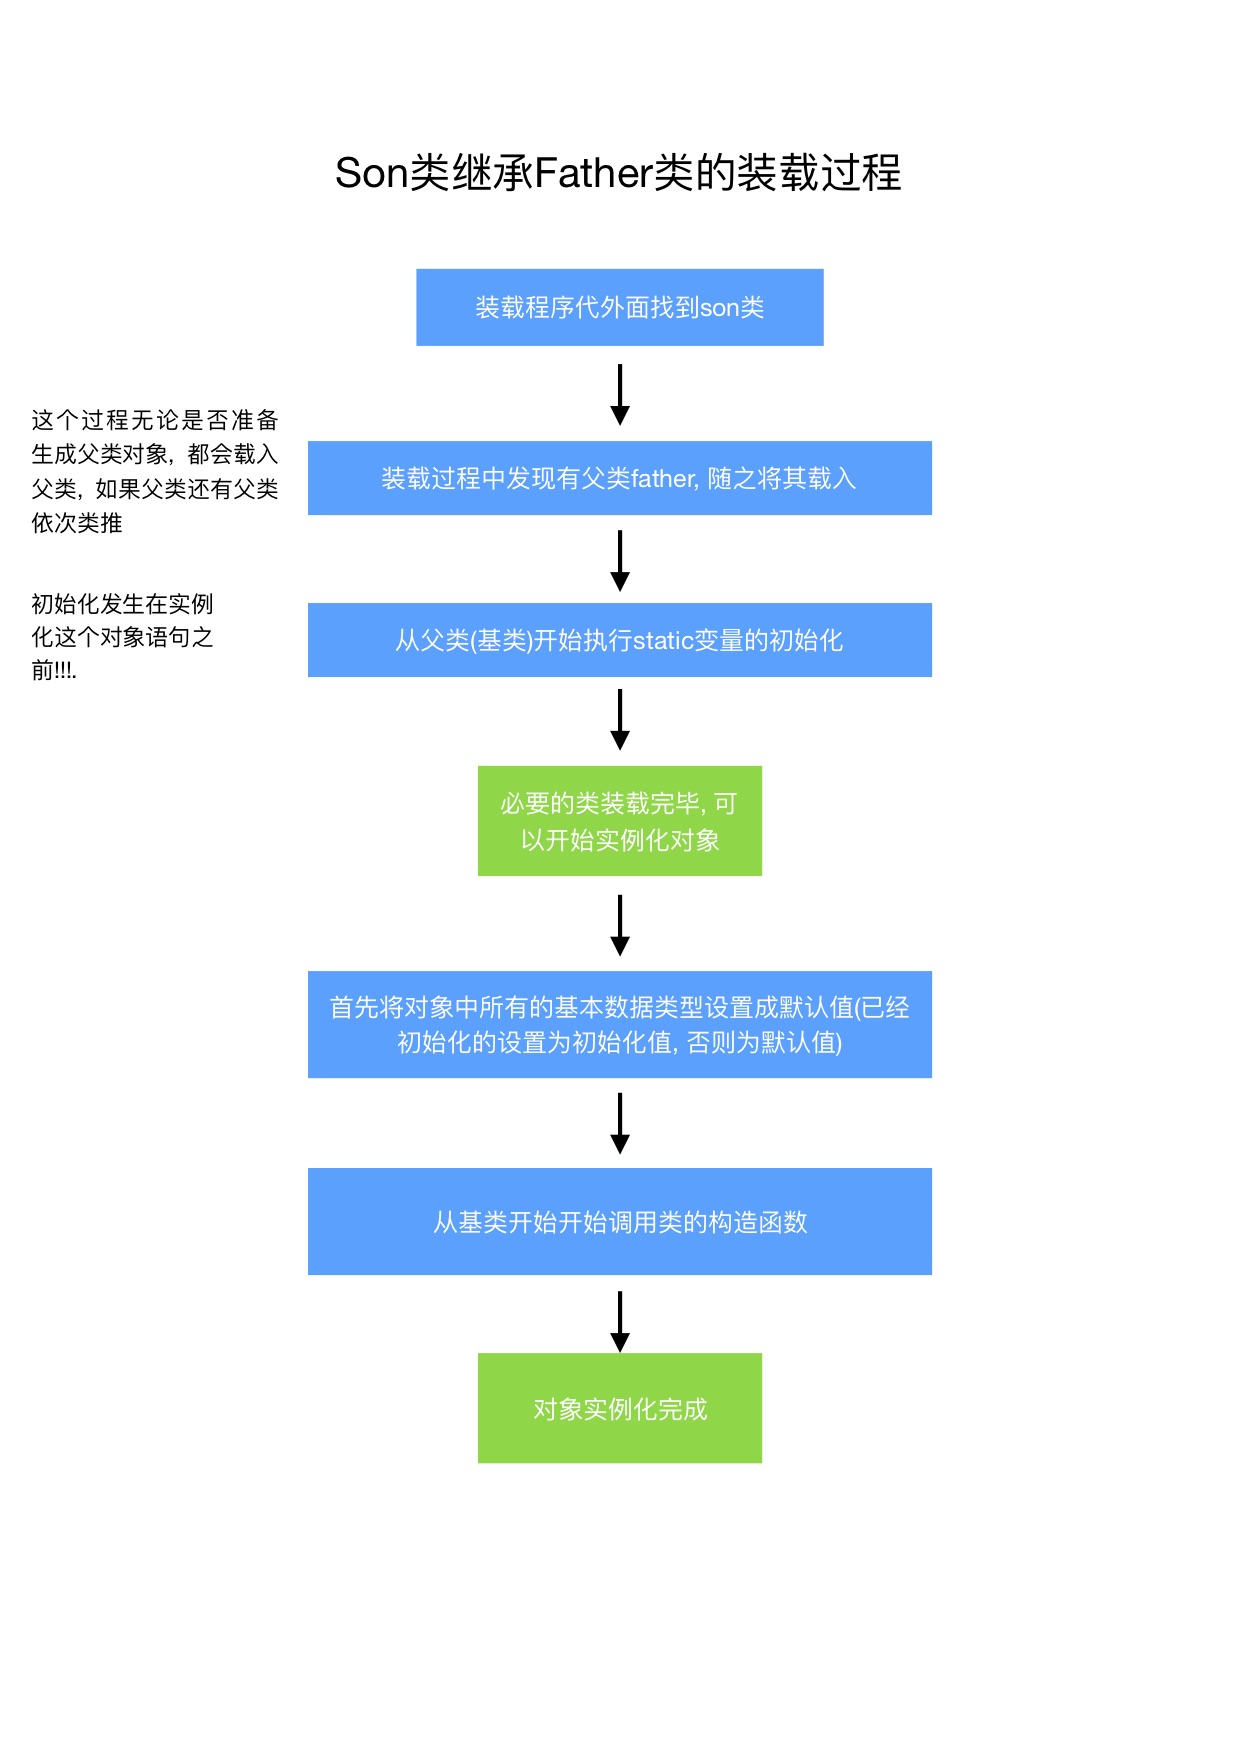 Son类继承Father类的装载过程
装载程序代外面找到son类
这个过程无论是否准备
生成父类对象, 都会载入
父类, 如果父类还有父类
依次类推
装载过程中发现有父类father, 随之将其载入
初始化发生在实例
化这个对象语句之
前!!!.
从父类(基类)开始执行static变量的初始化
必要的类装载完毕, 可
以开始实例化对象
首先将对象中所有的基本数据类型设置成默认值(已经
初始化的设置为初始化值, 否则为默认值)
从基类开始开始调用类的构造函数
对象实例化完成